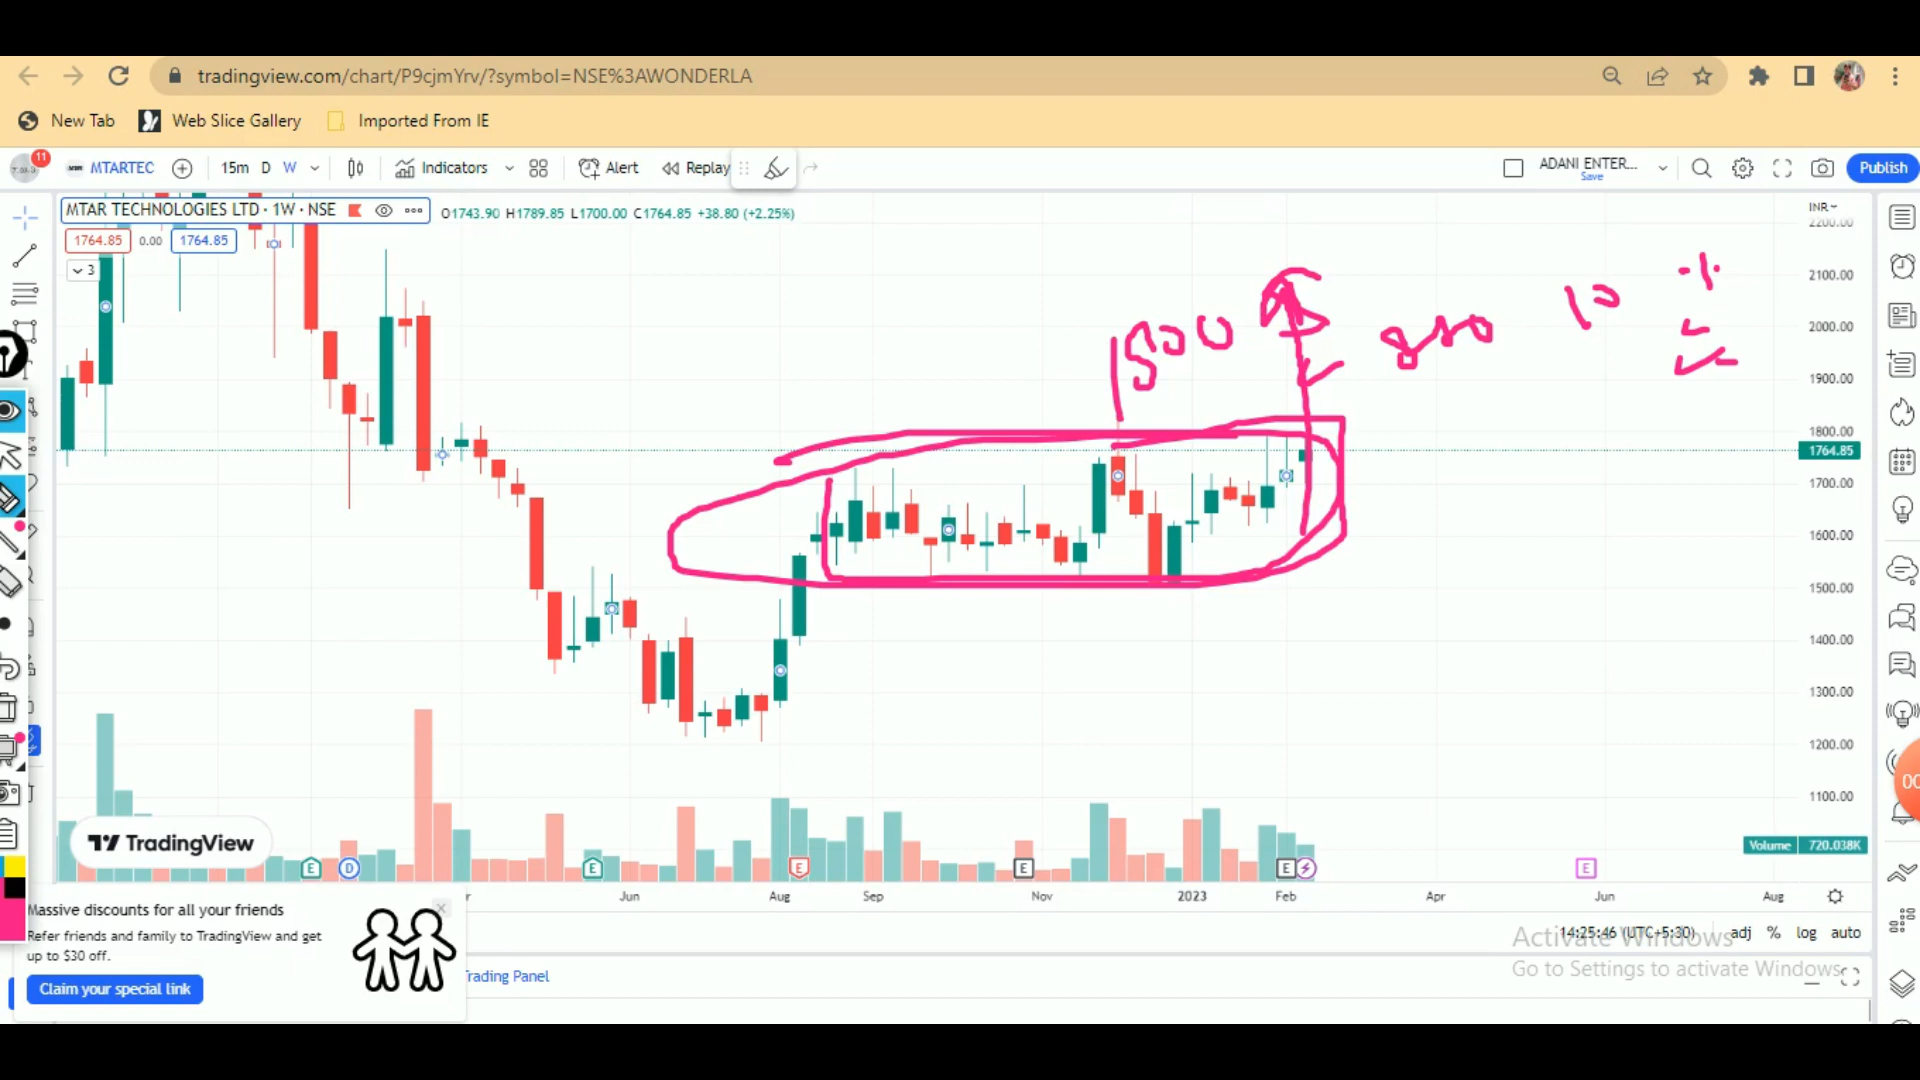 tradingview.com/chart/P9cjmYrv/?symbol=NSE%3AWONDERLA
New Tab Web Slice Gallery Imported From IE
11 MTARTEC 15m D W Indicators Alert Replay ADANI ENTER... Save Publish
MTAR TECHNOLOGIES LTD · 1W · NSE O1743.90 H1789.85 L1700.00 C1764.85 +38.80 (+2.25%) INR
2200.00
1764.85 0.00 1764.85
3
2100.00
10 %
2000.00
1800
1900.00
1800.00
1764.85
1700.00
1600.00
1500.00
1400.00
1300.00
1200.00
1100.00
00
TradingView
Volume 720.038K
E D E E E E E
Jun Aug Sep Nov 2023 Feb Apr Jun Aug
Massive discounts for all your friends
Refer friends and family to TradingView and get
up to $30 off.
Claim your special link
14:25:46 (UTC+5:30) adj % log auto
Activate Windows
Go to Settings to activate Windows.
Trading Panel